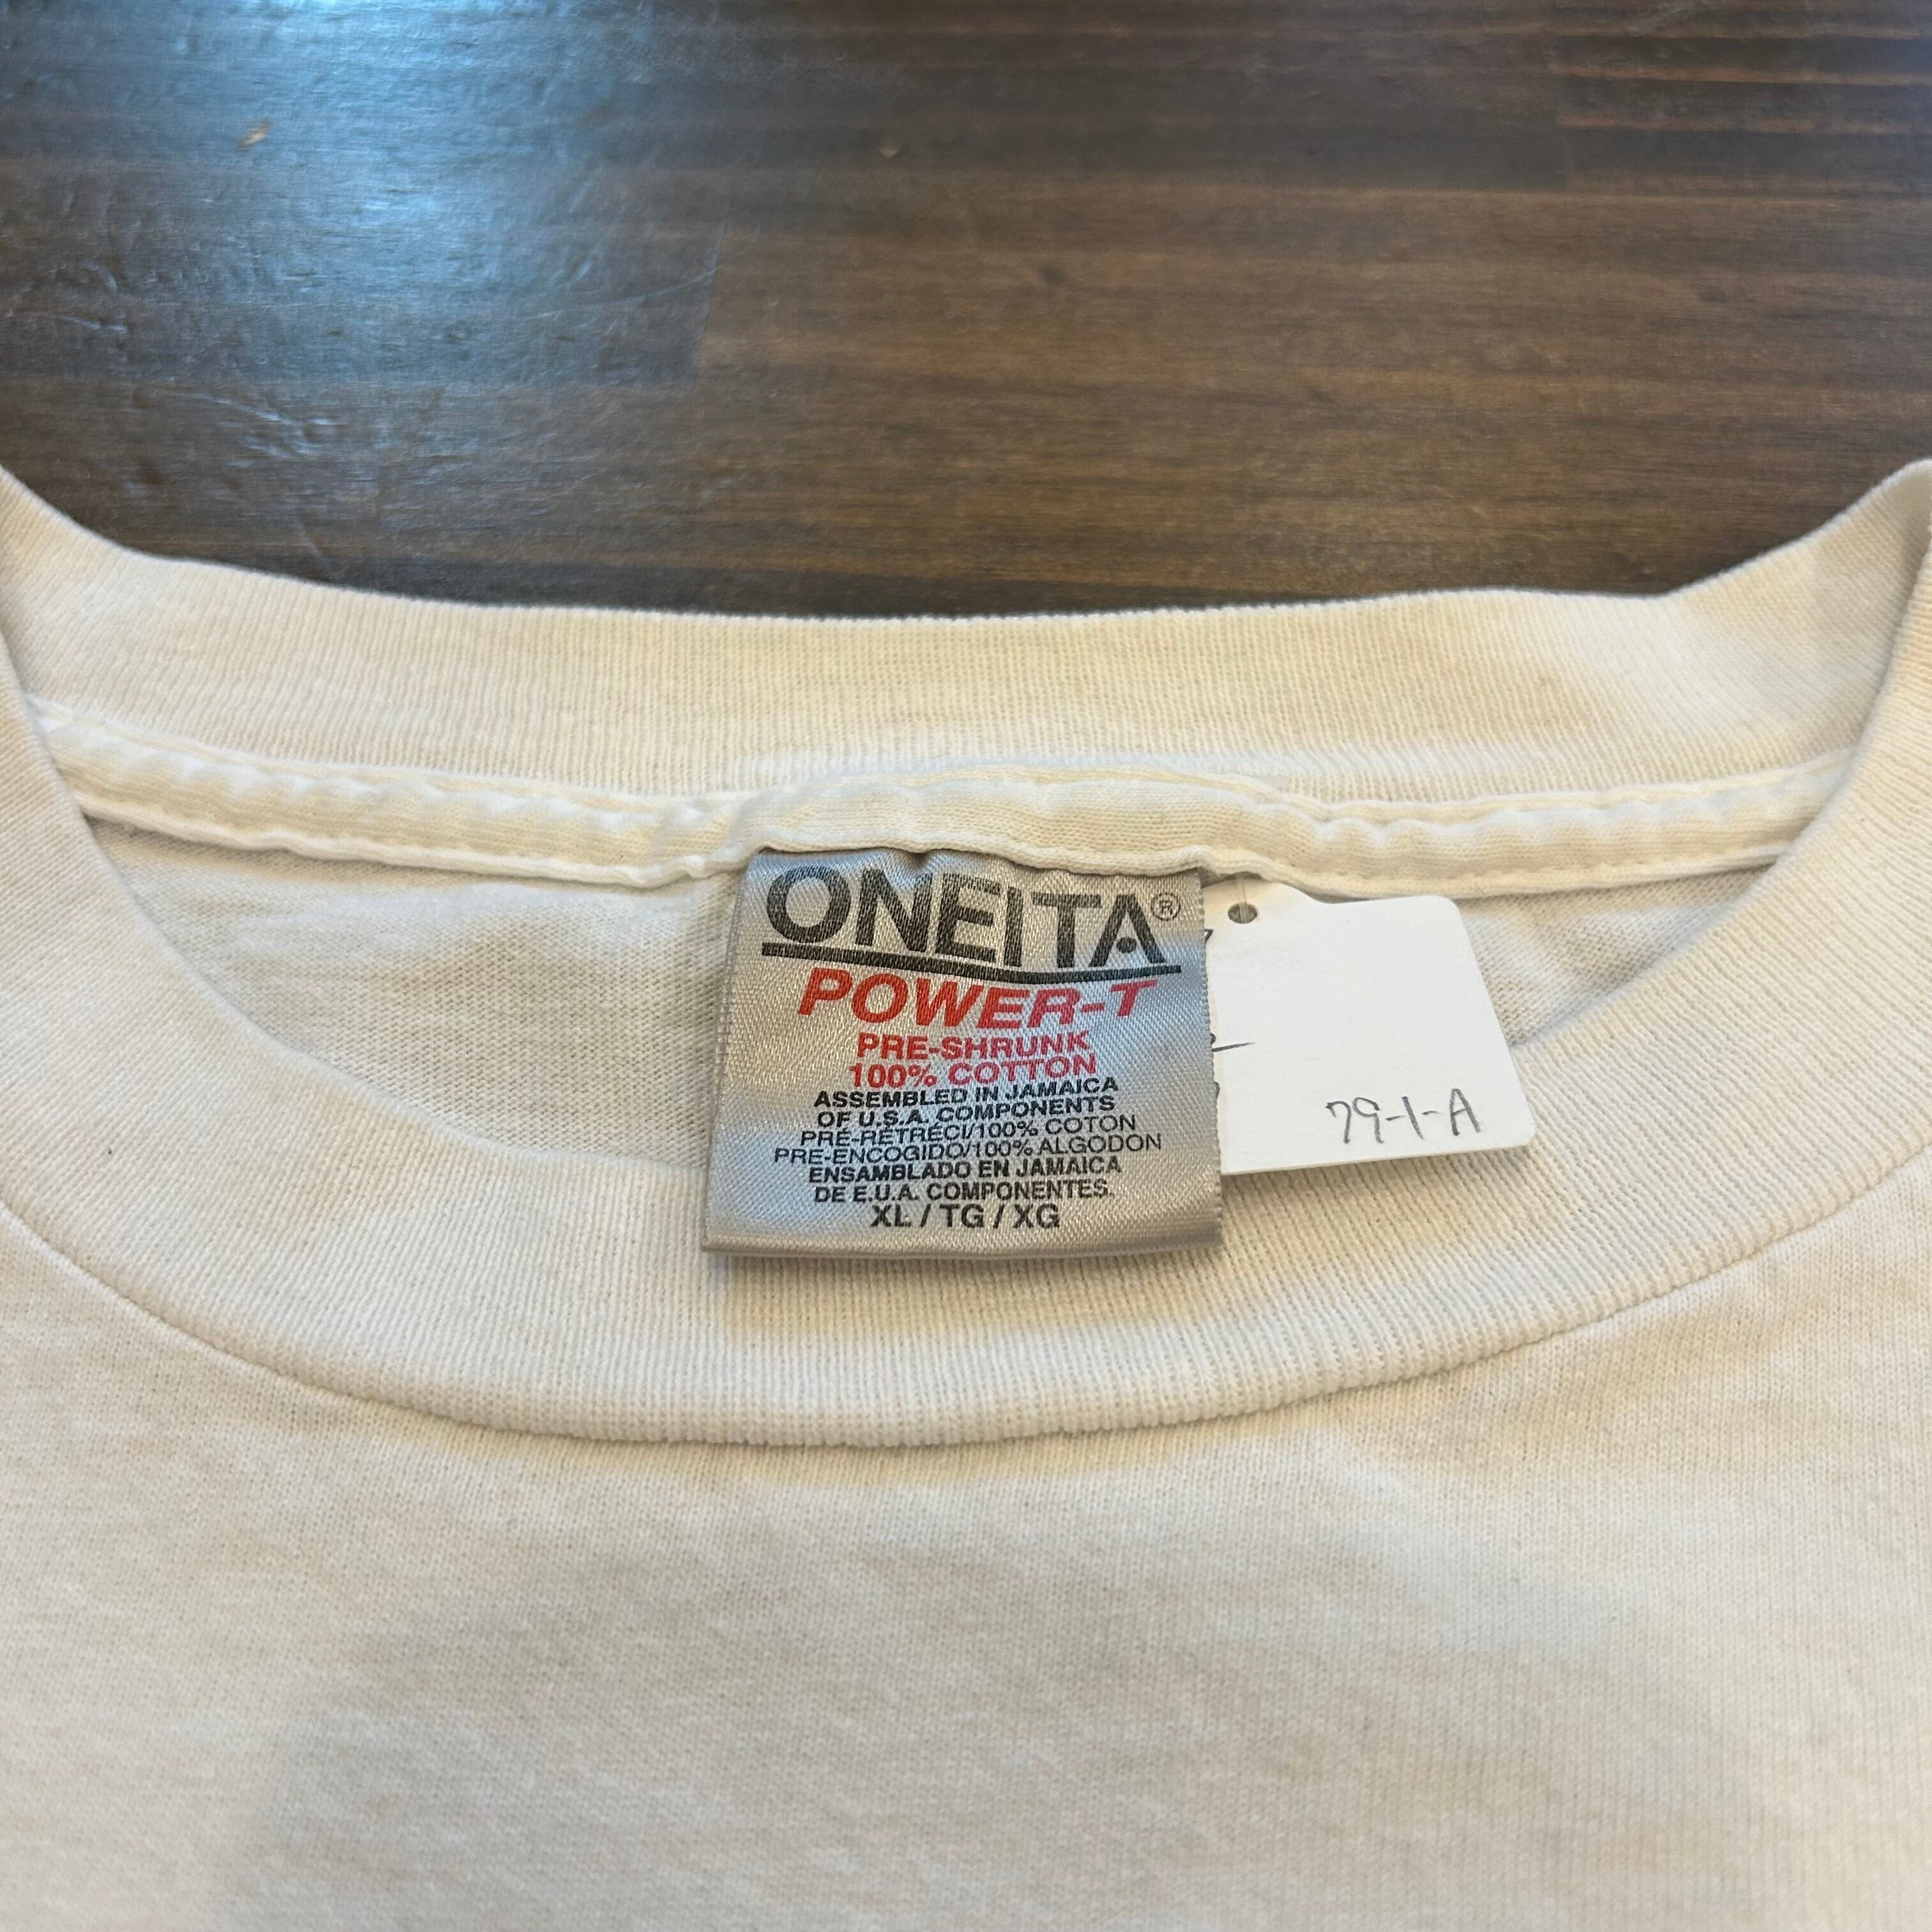 ONEITA®
POWER-T
PRE-SHRUNK
100% COTTON
ASSEMBLED IN JAMAICA
OF U.S.A. COMPONENTS
PRÉ-RÉTRÉCI/100% COTON
PRE-ENCOGIDO/100% ALGODON
ENSAMBLADO EN JAMAICA
DE E.U.A. COMPONENTES.
XL / TG / XG
79-1-A